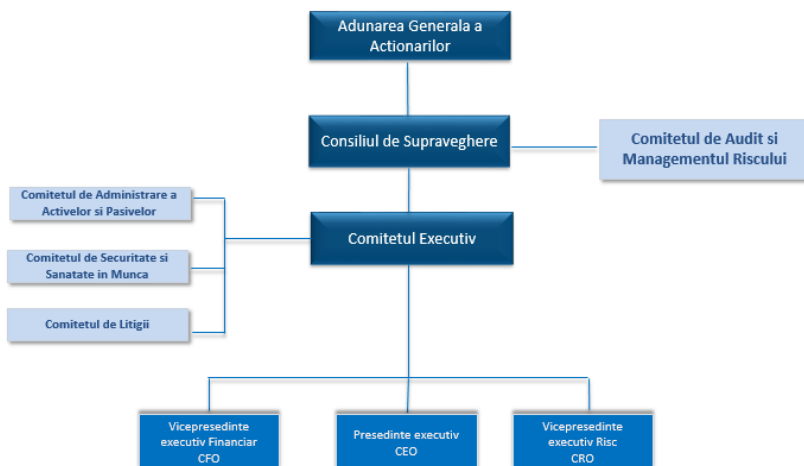 Adunarea Generala a
Actionarilor
Consiliul de Supraveghere
Comitetul de Audit si
Managementul Riscului
Comitetul de Administrare a
Activelor si Pasivelor
Comitetul Executiv
Comitetul de Securitate si
Sanatate in Munca
Comitetul de Litigii
Vicepresedinte
executiv Financiar
CFO
Presedinte executiv
CEO
Vicepresedinte
executiv Risc
CRO